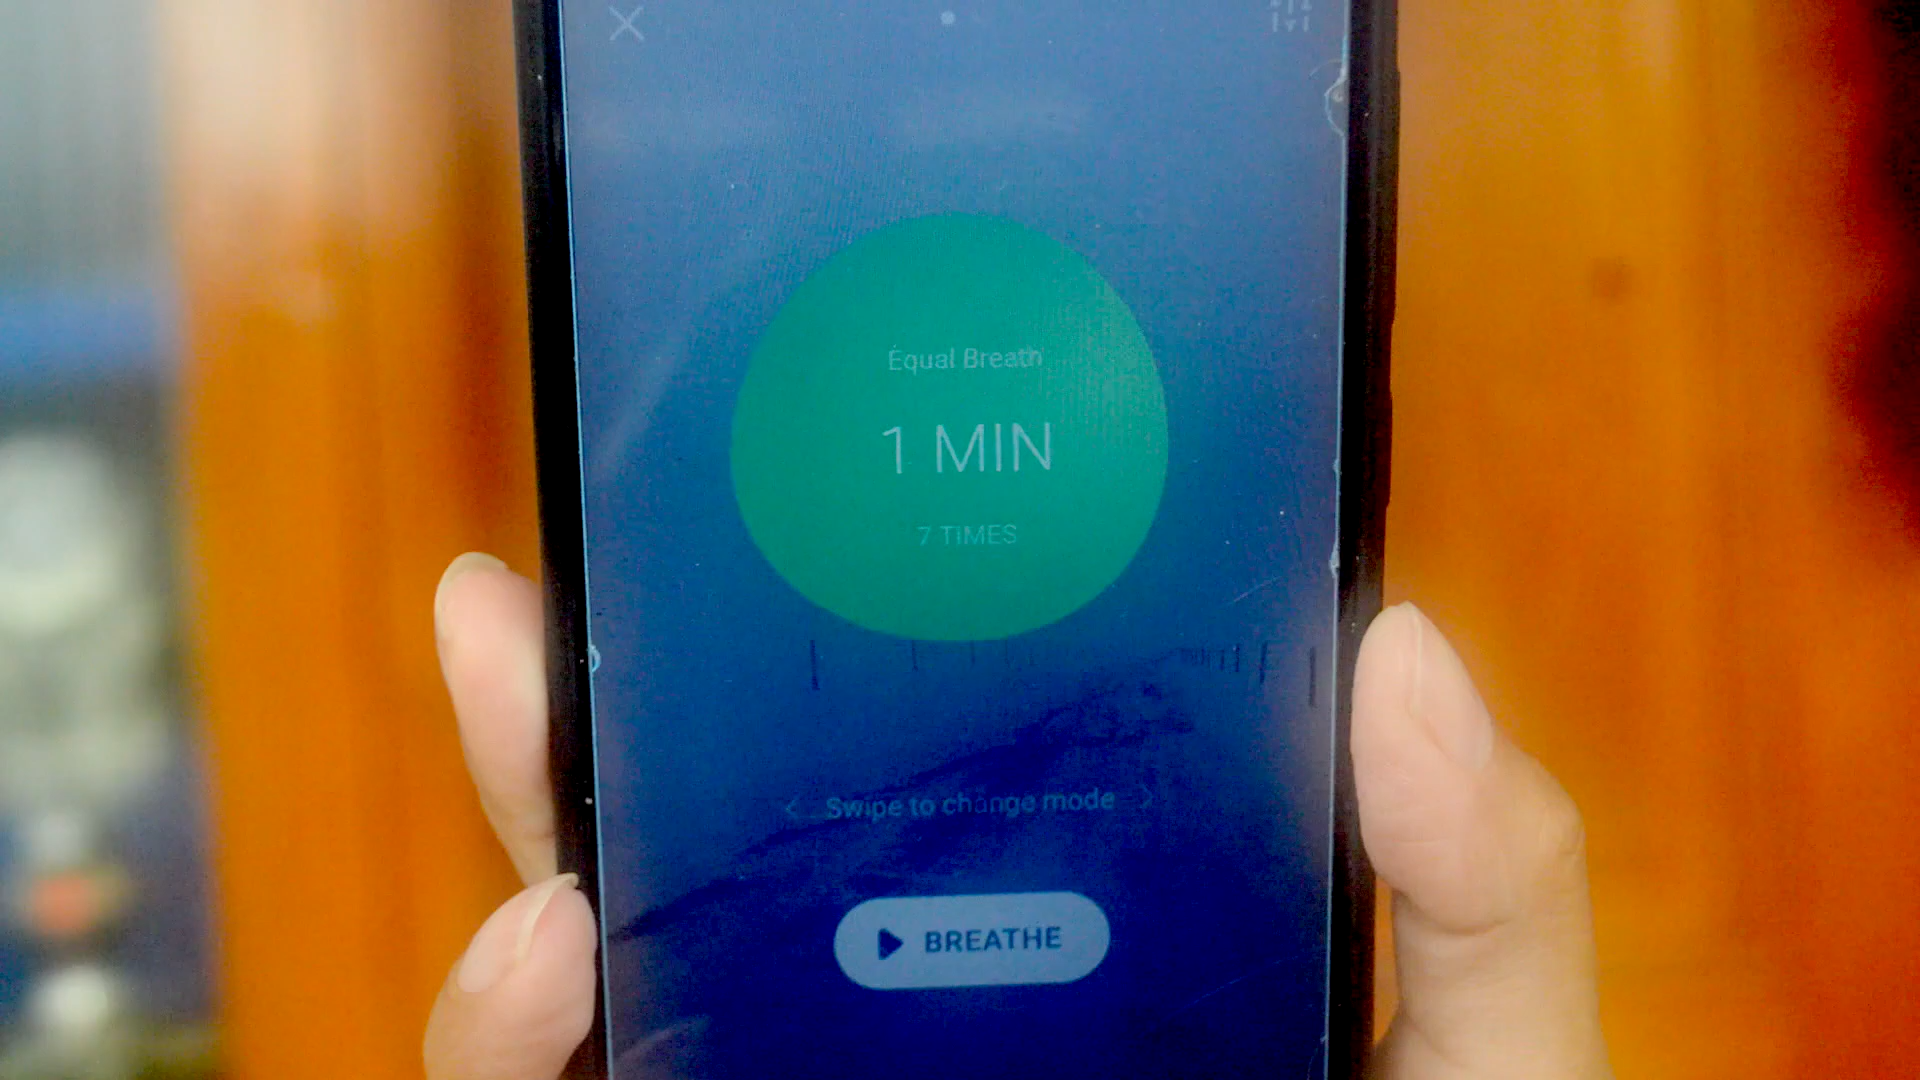 Equal Breath
1 MIN
7 TIMES
< Swipe to change mode >
BREATHE